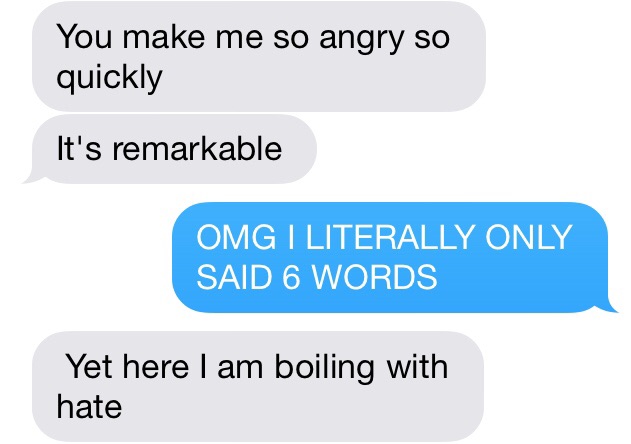 You make me so angry so
quickly
It's remarkable
OMG I LITERALLY ONLY
SAID 6 WORDS
Yet here I am boiling with
hate